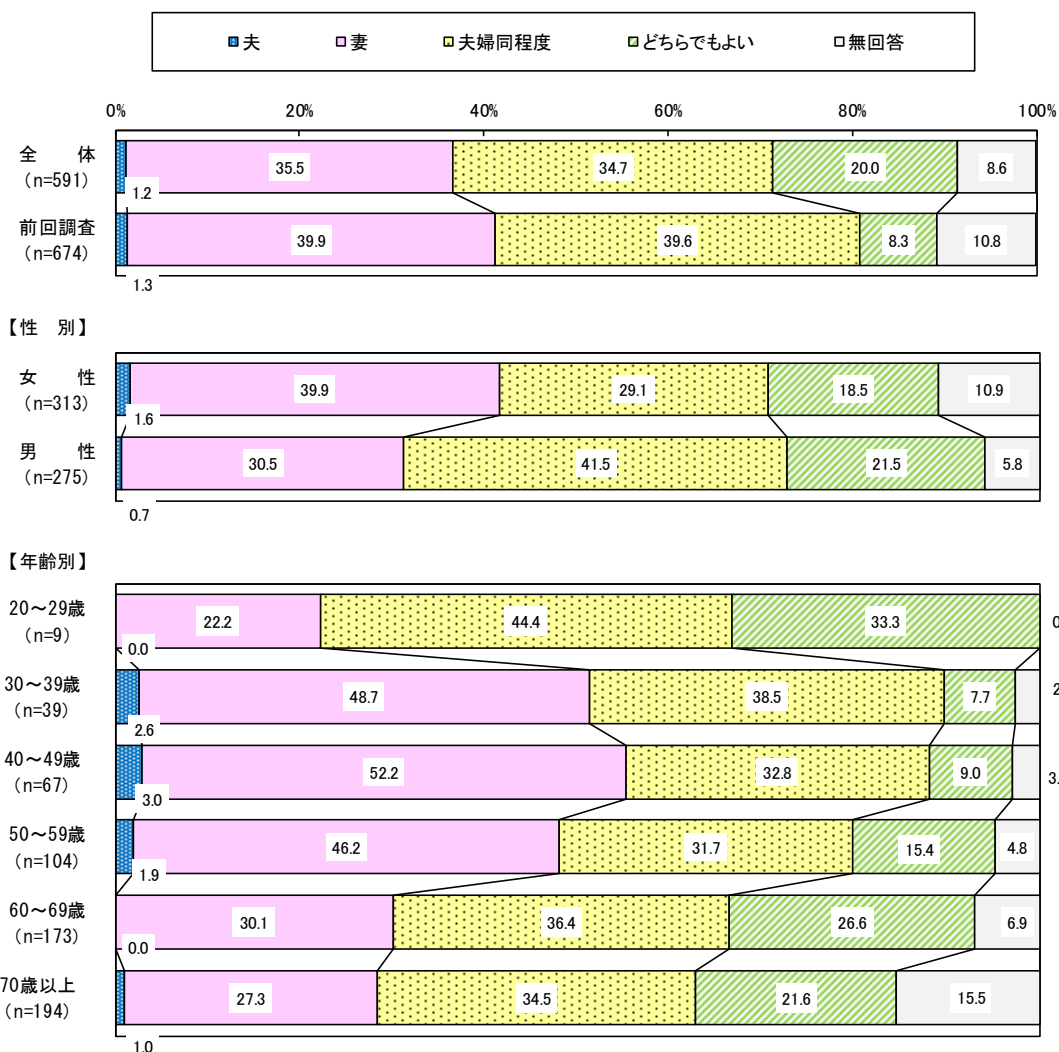 夫 妻 夫婦同程度 どちらでもよい 無回答
0% 20% 40% 60% 80% 100%
全 体
(n=591)
1.2 35.5 34.7 20.0 8.6
前回調査
(n=674)
1.3 39.9 39.6 8.3 10.8
【性 別】
女 性
(n=313)
1.6 39.9 29.1 18.5 10.9
男 性
(n=275)
0.7 30.5 41.5 21.5 5.8
【年齢別】
20～29歳
(n=9)
0.0 22.2 44.4 33.3 0
30～39歳
(n=39)
2.6 48.7 38.5 7.7 2
40～49歳
(n=67)
3.0 52.2 32.8 9.0 3.
50～59歳
(n=104)
1.9 46.2 31.7 15.4 4.8
60～69歳
(n=173)
0.0 30.1 36.4 26.6 6.9
70歳以上
(n=194)
1.0 27.3 34.5 21.6 15.5